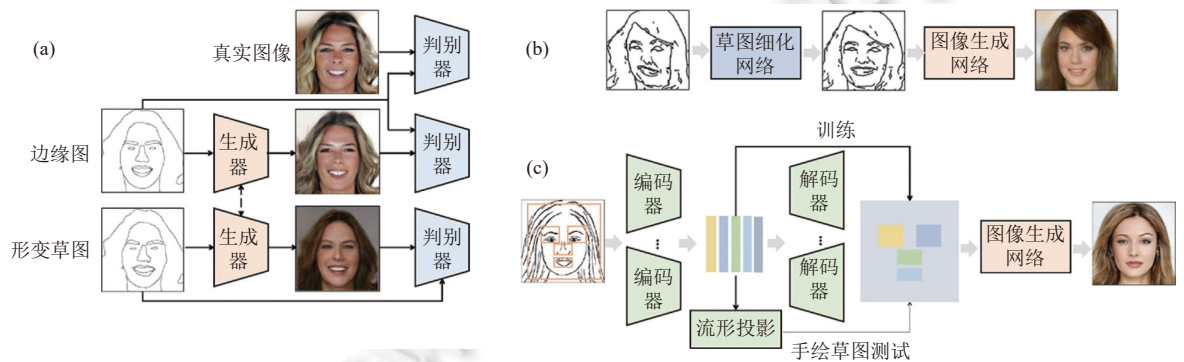 (a)
真实图像
判别
器
边缘图
生成
器
判别
器
形变草图
生成
器
判别
器
(b)
草图细化
网络
图像生成
网络
(c)
训练
编码
器
...
编码
器
解码
器
...
解码
器
流形投影
图像生成
网络
手绘草图测试